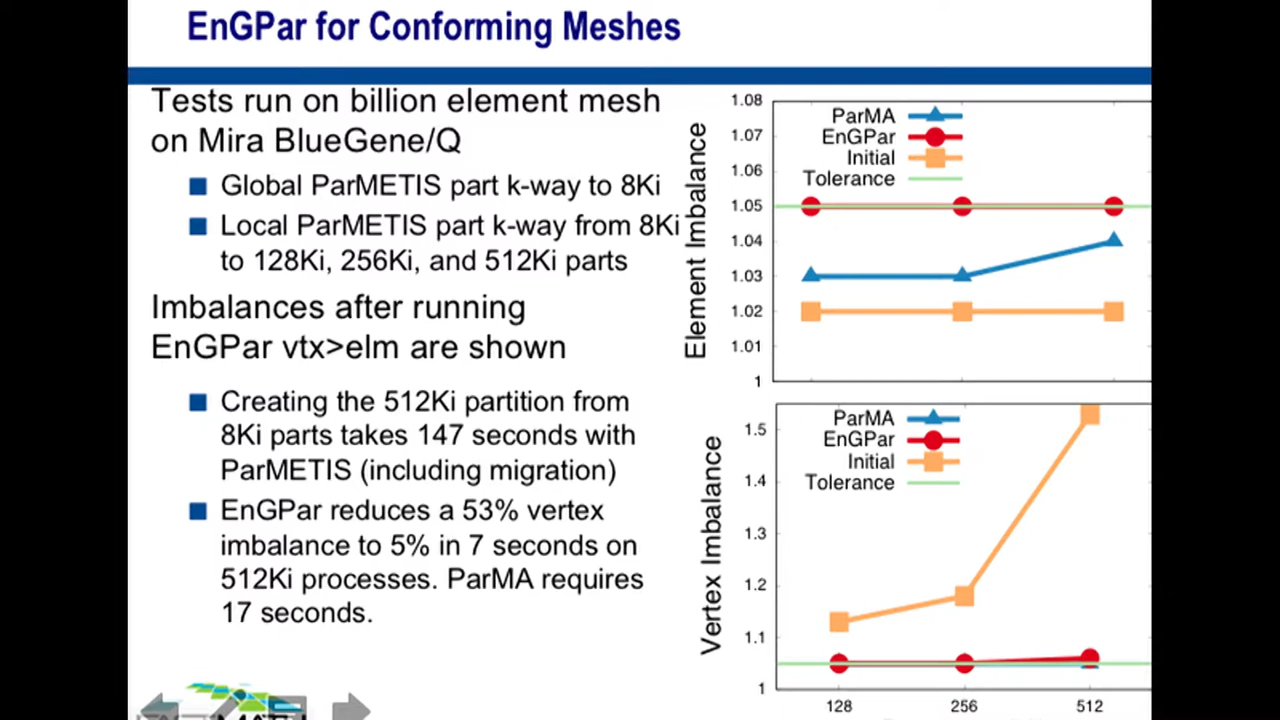 EnGPar for Conforming Meshes
Tests run on billion element mesh
on Mira BlueGene/Q
Global ParMETIS part k-way to 8Ki
Local ParMETIS part k-way from 8Ki
to 128Ki, 256Ki, and 512Ki parts
Imbalances after running
EnGPar vtx>elm are shown
Creating the 512Ki partition from
8Ki parts takes 147 seconds with
ParMETIS (including migration)
EnGPar reduces a 53% vertex
imbalance to 5% in 7 seconds on
512Ki processes. ParMA requires
17 seconds.
Element Imbalance
1.08
1.07
1.06
1.05
1.04
1.03
1.02
1.01
1
ParMA
EnGPar
Initial
Tolerance
Vertex Imbalance
1.5
1.4
1.3
1.2
1.1
1
ParMA
EnGPar
Initial
Tolerance
128
256
512